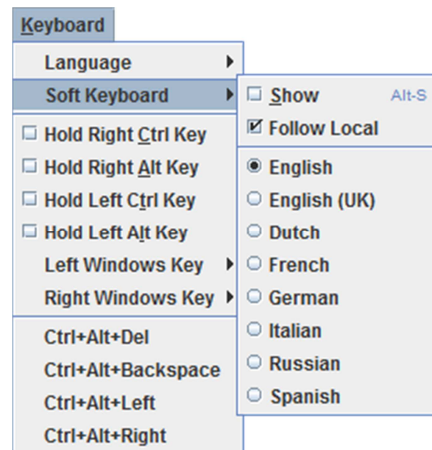 Keyboard
Language
Soft Keyboard
Hold Right Ctrl Key
Hold Right Alt Key
Hold Left Ctrl Key
Hold Left Alt Key
Left Windows Key
Right Windows Key
Ctrl+Alt+Del
Ctrl+Alt+Backspace
Ctrl+Alt+Left
Ctrl+Alt+Right
Show Alt-S
Follow Local
English
English (UK)
Dutch
French
German
Italian
Russian
Spanish